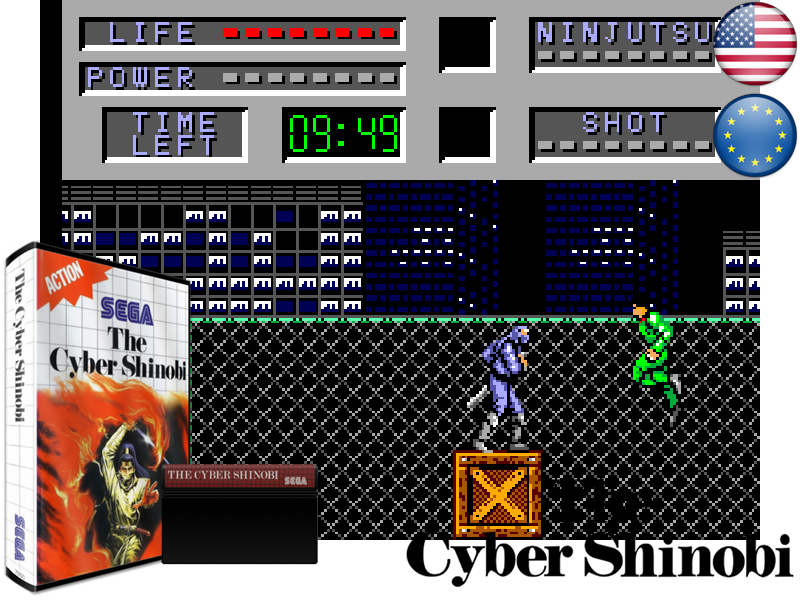 LIFE
NINJUTSU
POWER
TIME
LEFT
09:49
SHOT
ACTION
The Cyber Shinobi
SEGA
The
Cyber Shinobi
SEGA
THE CYBER SHINOBI
SEGA
The
Cyber Shinobi